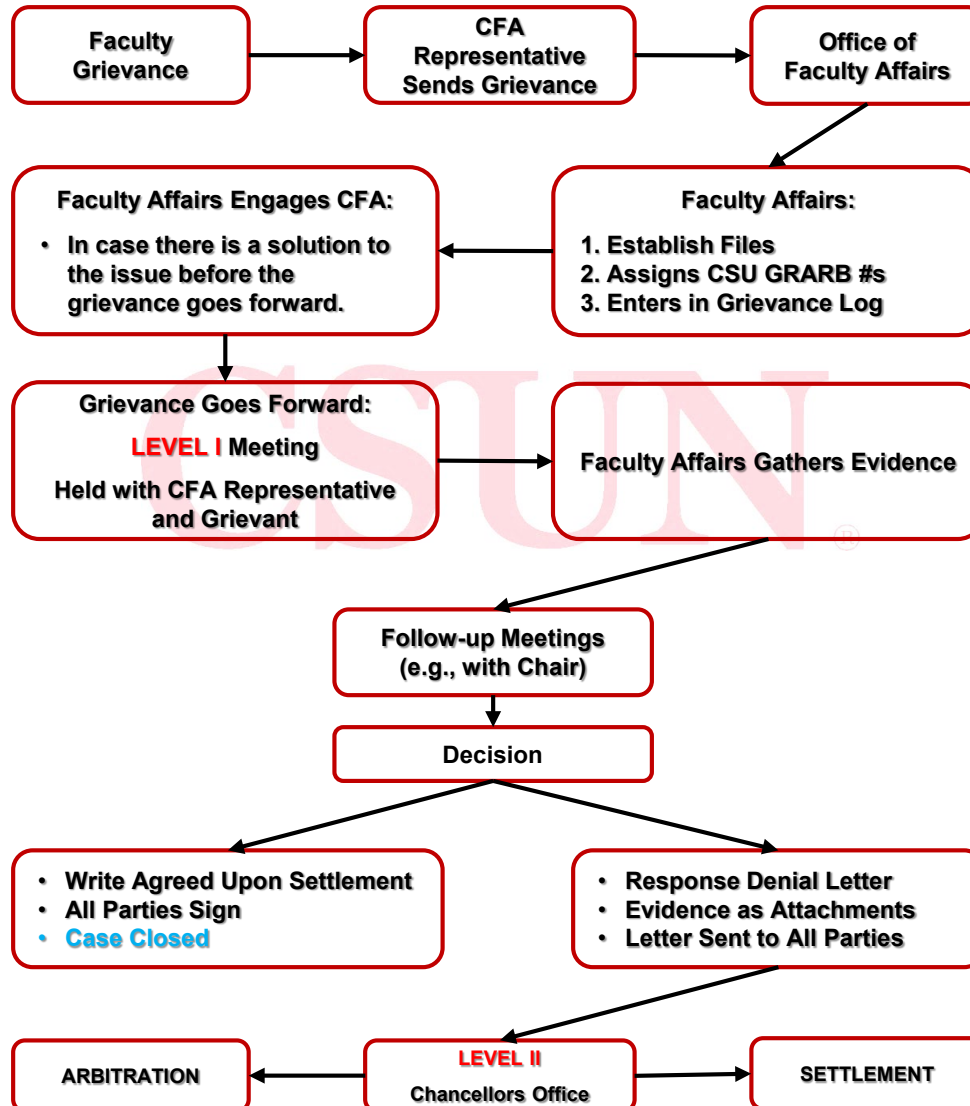 Faculty
Grievance
CFA
Representative
Sends Grievance
Office of
Faculty Affairs
Faculty Affairs Engages CFA:
• In case there is a solution to
the issue before the
grievance goes forward.
Faculty Affairs:
1. Establish Files
2. Assigns CSU GRARB #s
3. Enters in Grievance Log
Grievance Goes Forward:
LEVEL I Meeting
Held with CFA Representative
and Grievant
Faculty Affairs Gathers Evidence
CSUN®
Follow-up Meetings
(e.g., with Chair)
Decision
• Write Agreed Upon Settlement
• All Parties Sign
• Case Closed
• Response Denial Letter
• Evidence as Attachments
• Letter Sent to All Parties
ARBITRATION
LEVEL II
Chancellors Office
SETTLEMENT